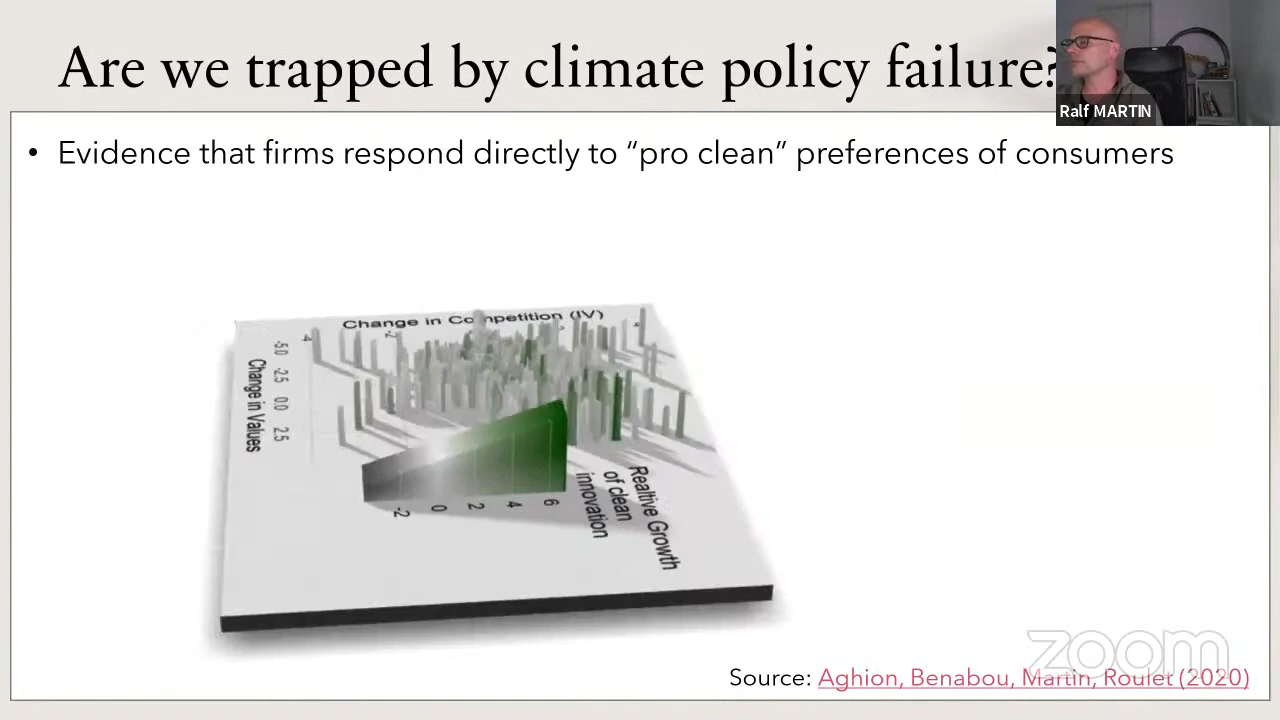 Are we trapped by climate policy failure?
Ralf MARTIN
• Evidence that firms respond directly to “pro clean” preferences of consumers
Change in Competition (IV)
-5.0
-2.5
0.0
2.5
Change in Values
-2
0
2
4
6
Realtive Growth
of clean
innovation
zoom
Source: Aghion, Benabou, Martin, Roulet (2020)